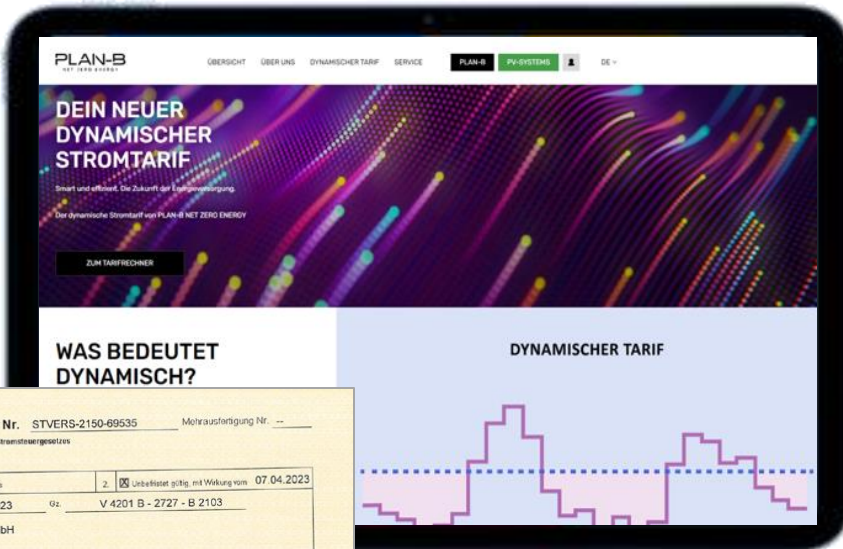 PLAN-B
NET ZERO ENERGY
ÜBERSICHT ÜBER UNS DYNAMISCHER TARIF SERVICE PLAN-B PV-SYSTEMS DE
DEIN NEUER
DYNAMISCHER
STROMTARIF
Smart und effizient. Die Zukunft der Energieversorgung.
Der dynamische Stromtarif von PLAN-B NET ZERO ENERGY
ZUM TARIFRECHNER
WAS BEDEUTET
DYNAMISCH?
DYNAMISCHER TARIF
Nr. STVERS-2150-69535 Mehrausfertigung Nr. --
tromsteuergesetzes
2. X Unbefristet gültig, mit Wirkung vom 07.04.2023
23 Gz. V 4201 B - 2727 - B 2103
bH